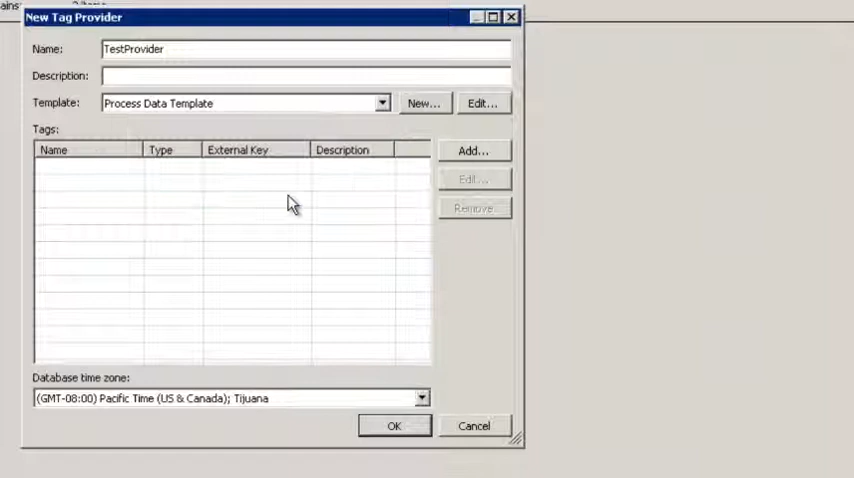 New Tag Provider
Name: TestProvider
Description:
Template: Process Data Template New... Edit...
Tags:
Name Type External Key Description
Add...
Edit...
Remove
Database time zone:
(GMT-08:00) Pacific Time (US & Canada); Tijuana
OK Cancel